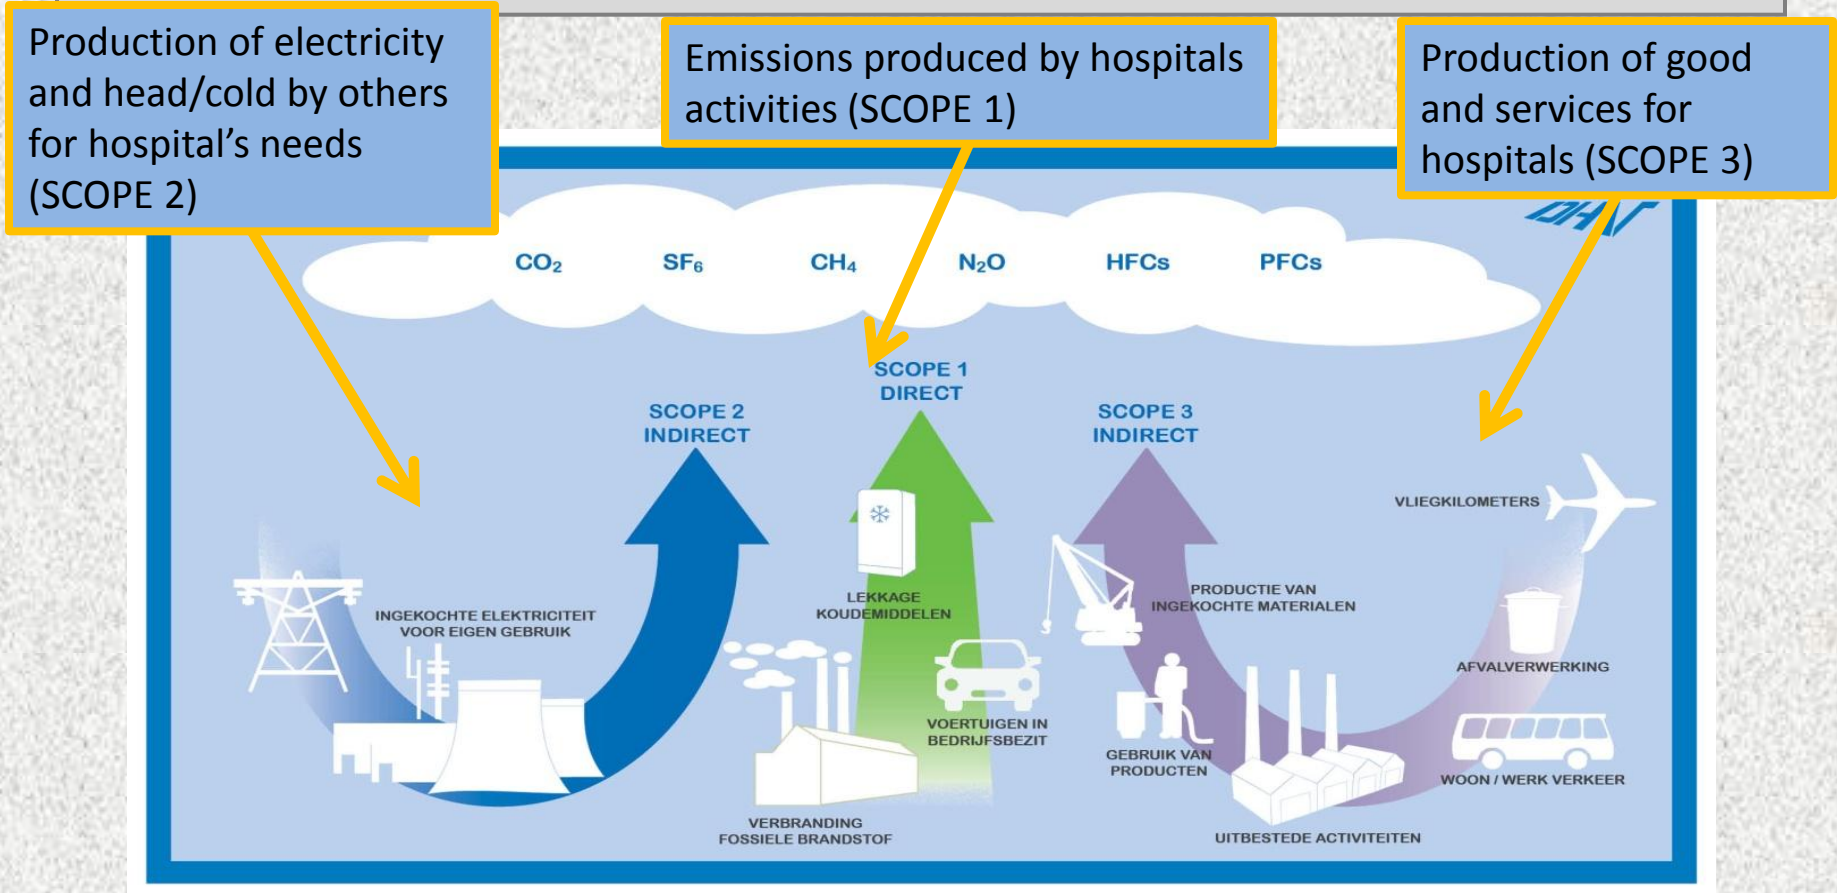 Production of electricity
and head/cold by others
for hospital's needs
(SCOPE 2)
Emissions produced by hospitals
activities (SCOPE 1)
Production of good
and services for
hospitals (SCOPE 3)
CO₂
SF₆
CH₄
N₂O
HFCs
PFCs
SCOPE 2
INDIRECT
SCOPE 1
DIRECT
SCOPE 3
INDIRECT
INGEKOCHTE ELEKTRICITEIT
VOOR EIGEN GEBRUIK
LEKKAGE
KOUDEMIDDELEN
VOERTUIGEN IN
BEDRIJFSBEZIT
VERBRANDING
FOSSIELE BRANDSTOF
VLIEGKILOMETERS
PRODUCTIE VAN
INGEKOCHTE MATERIALEN
AFVALVERWERKING
GEBRUIK VAN
PRODUCTEN
WOON / WERK VERKEER
UITBESTEDE ACTIVITEITEN